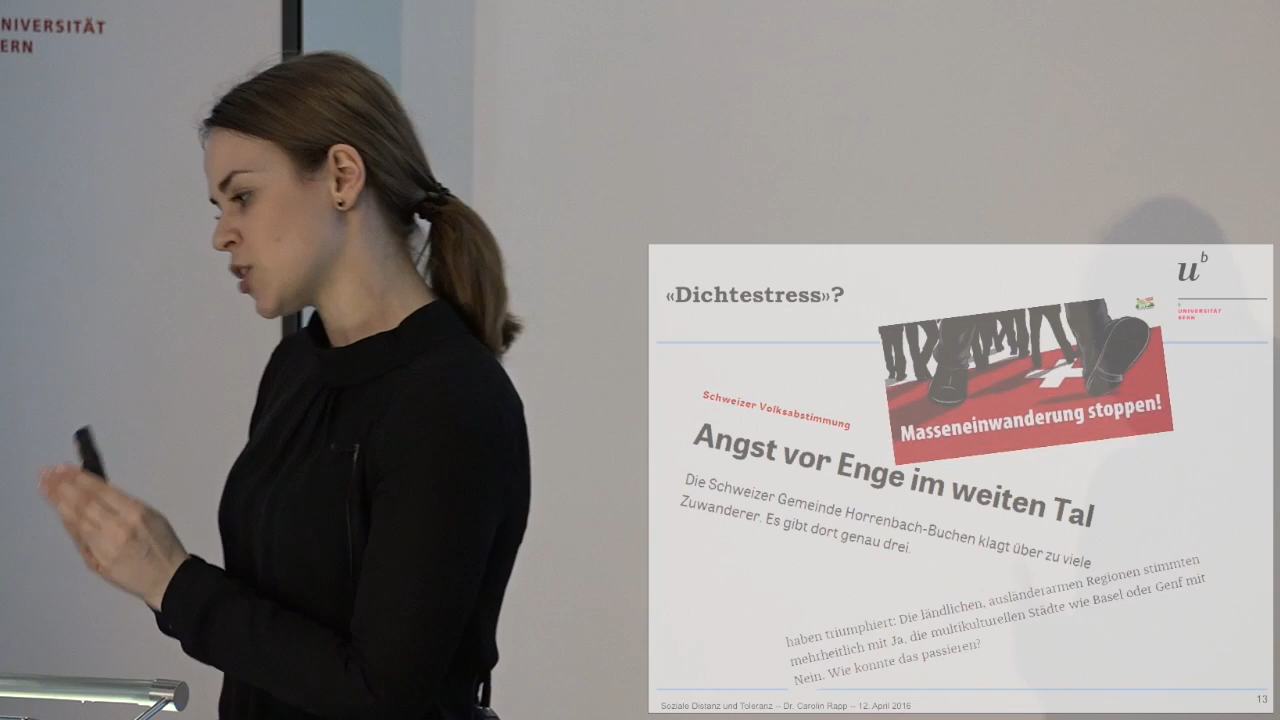 NIVERSITÄT
ERN
«Dichtestress»?
u
b
UNIVERSITÄT
BERN
Masseneinwanderung stoppen!
Schweizer Volksabstimmung
Angst vor Enge im weiten Tal
Die Schweizer Gemeinde Horrenbach-Buchen klagt über zu viele
Zuwanderer. Es gibt dort genau drei.
haben triumphiert: Die ländlichen, ausländerarmen Regionen stimmten
mehrheitlich mit Ja, die multikulturellen Städte wie Basel oder Genf mit
Nein. Wie konnte das passieren?
Soziale Distanz und Toleranz – Dr. Carolin Rapp – 12. April 2016
13